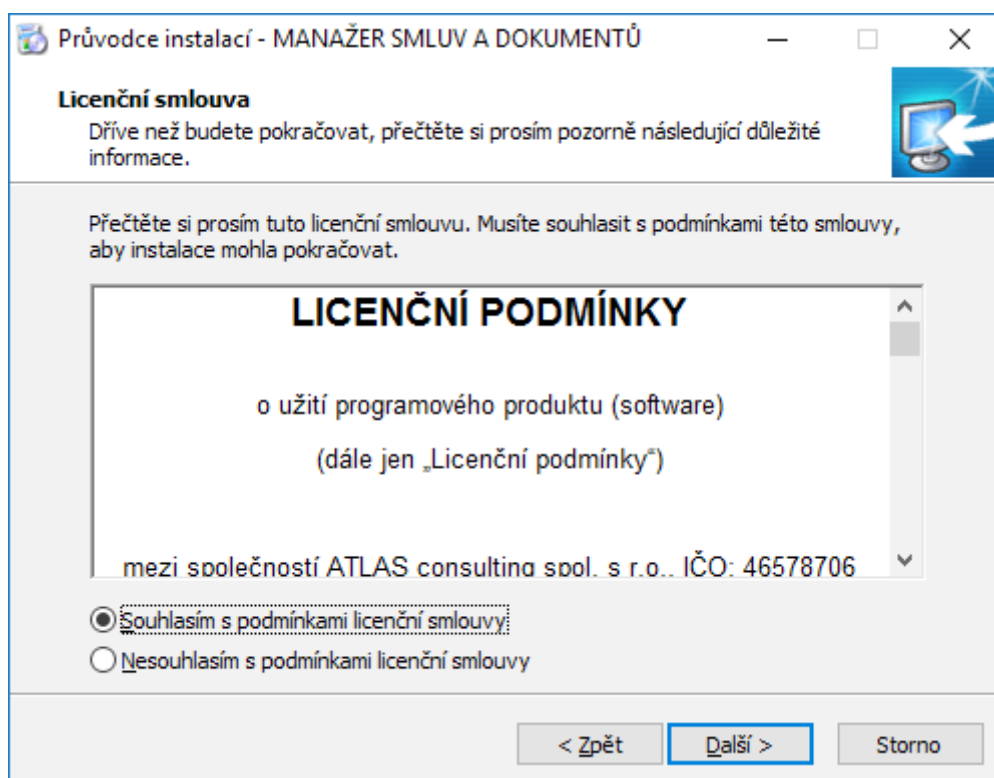 Průvodce instalací - MANAŽER SMLUV A DOKUMENTŮ
Licenční smlouva
Dříve než budete pokračovat, přečtěte si prosím pozorně následující důležité
informace.
Přečtěte si prosím tuto licenční smlouvu. Musíte souhlasit s podmínkami této smlouvy,
aby instalace mohla pokračovat.
LICENČNÍ PODMÍNKY
o užití programového produktu (software)
(dále jen „Licenční podmínky“)
mezi společností ATLAS consulting spol. s r.o., IČO: 46578706
Souhlasím s podmínkami licenční smlouvy
Nesouhlasím s podmínkami licenční smlouvy
< Zpět
Další >
Storno